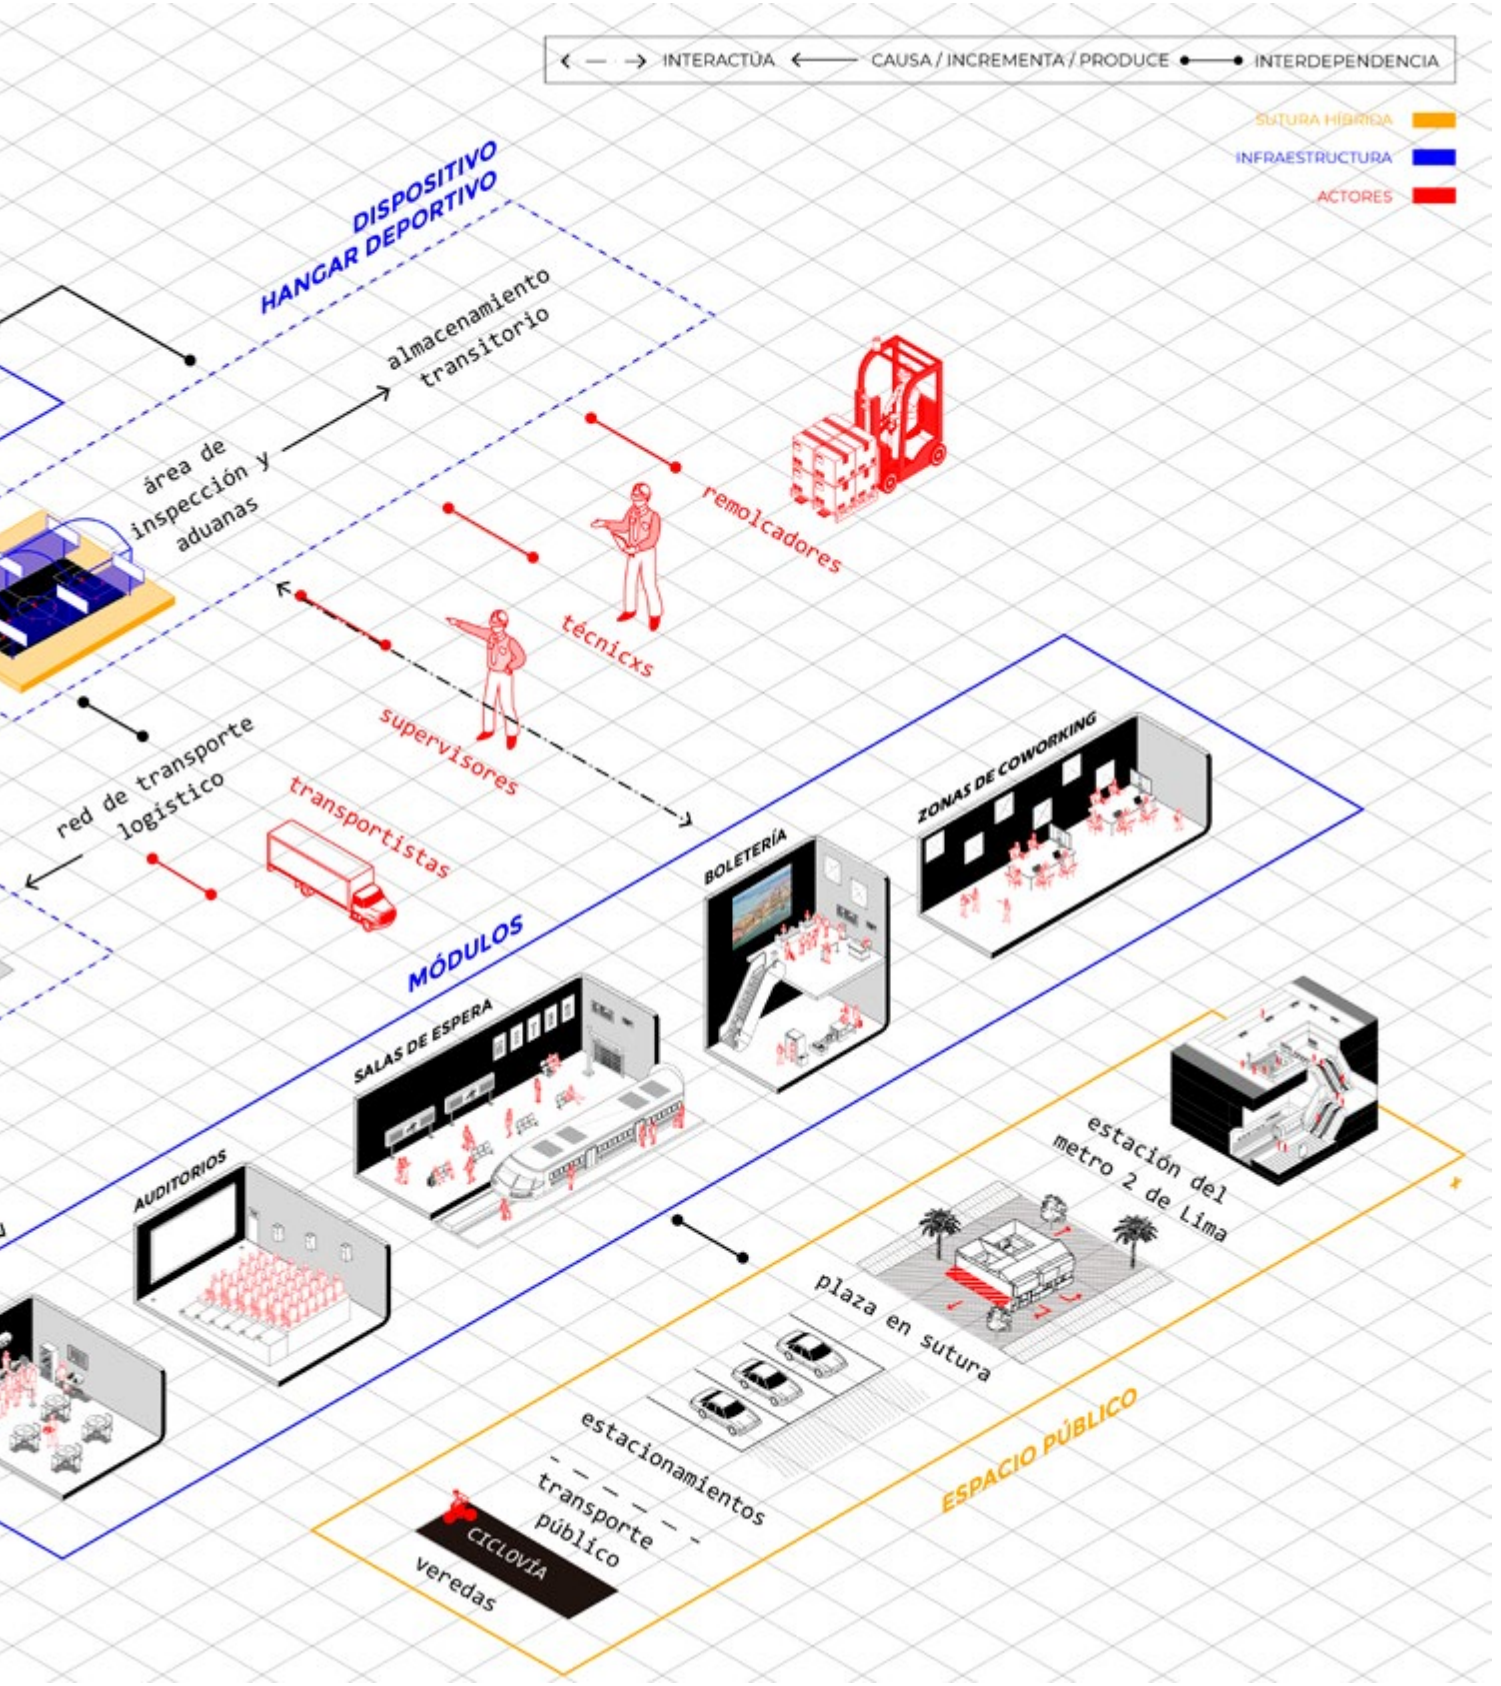 INTERACTÚA
CAUSA / INCREMENTA / PRODUCE
INTERDEPENDENCIA
SUTURA HÍBRIDA
INFRAESTRUCTURA
ACTORES
DISPOSITIVO
HANGAR DEPORTIVO
almacenamiento
transitorio
área de
inspección y
aduanas
remolcadores
técnicxs
supervisores
red de transporte
logístico
transportistas
MÓDULOS
ZONAS DE COWORKING
BOLETERÍA
SALAS DE ESPERA
AUDITORIOS
estación del
metro 2 de Lima
plaza en sutura
estacionamientos
transporte
público
CICLOVÍA
veredas
ESPACIO PÚBLICO